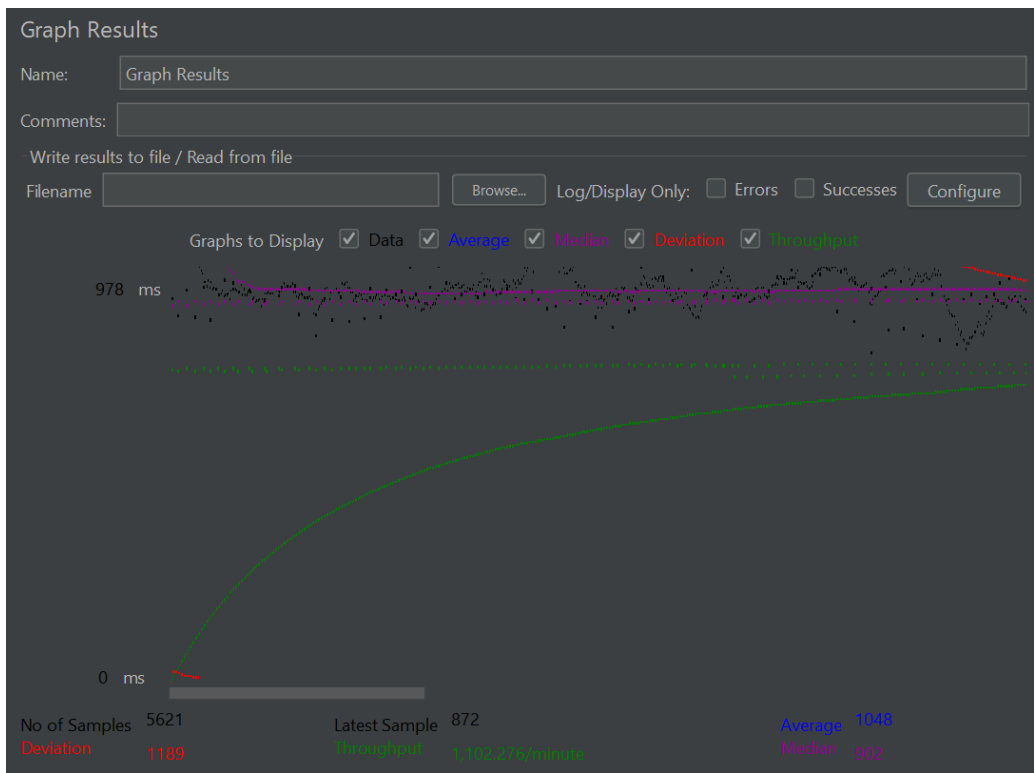 Graph Results
Name: Graph Results
Comments:
Write results to file / Read from file
Filename Browse... Log/Display Only: Errors Successes Configure
Graphs to Display Data Average Median Deviation Throughput
978 ms
0 ms
No of Samples 5621 Latest Sample 872 Average 1048
Deviation 1189 Throughput 1,102.276/minute Median 902